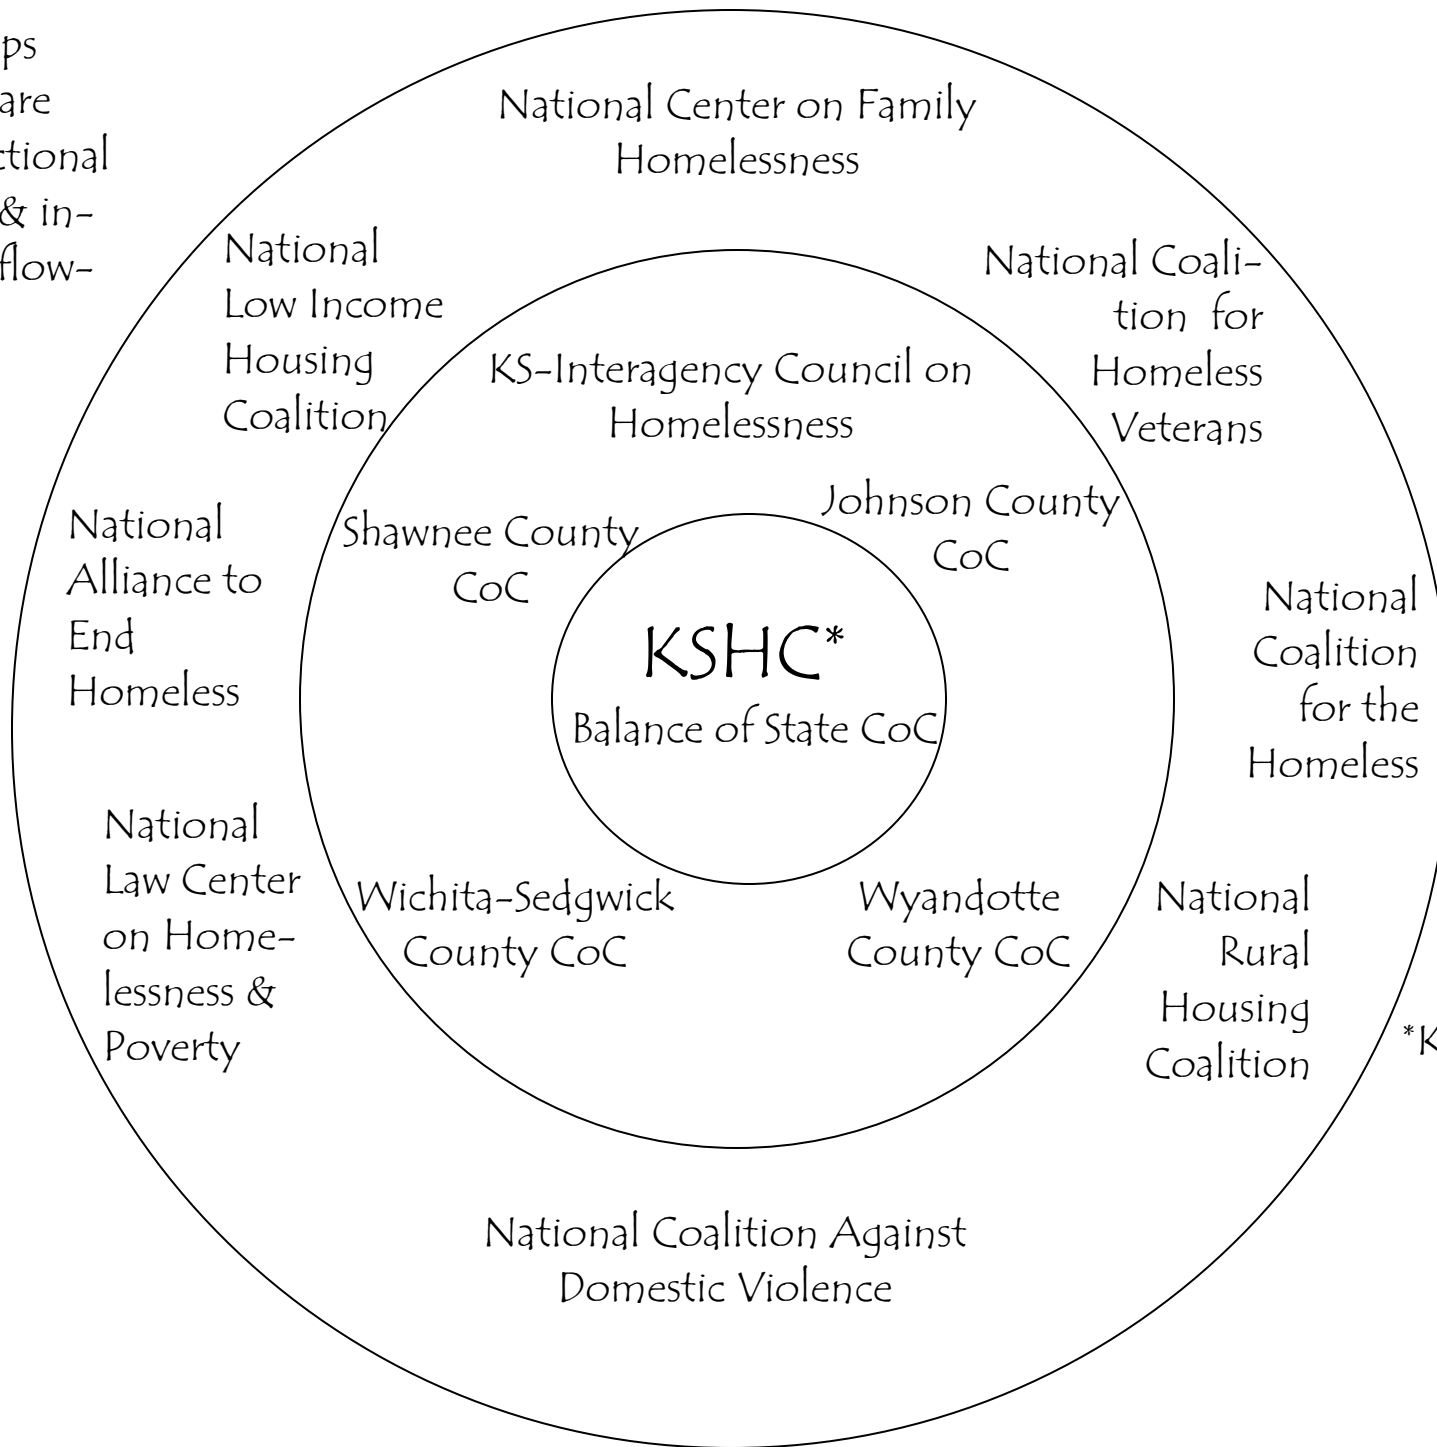 ps
are
ctional
& in-
flow-
National Center on Family
Homelessness
National
Low Income
Housing
Coalition
National Coali-
tion for
Homeless
Veterans
KS-Interagency Council on
Homelessness
Shawnee County
CoC
Johnson County
CoC
National
Alliance to
End
Homeless
KSHC*
Balance of State CoC
National
Coalition
for the
Homeless
National
Law Center
on Home-
lessness &
Poverty
Wichita-Sedgwick
County CoC
Wyandotte
County CoC
National
Rural
Housing
Coalition
*K
National Coalition Against
Domestic Violence